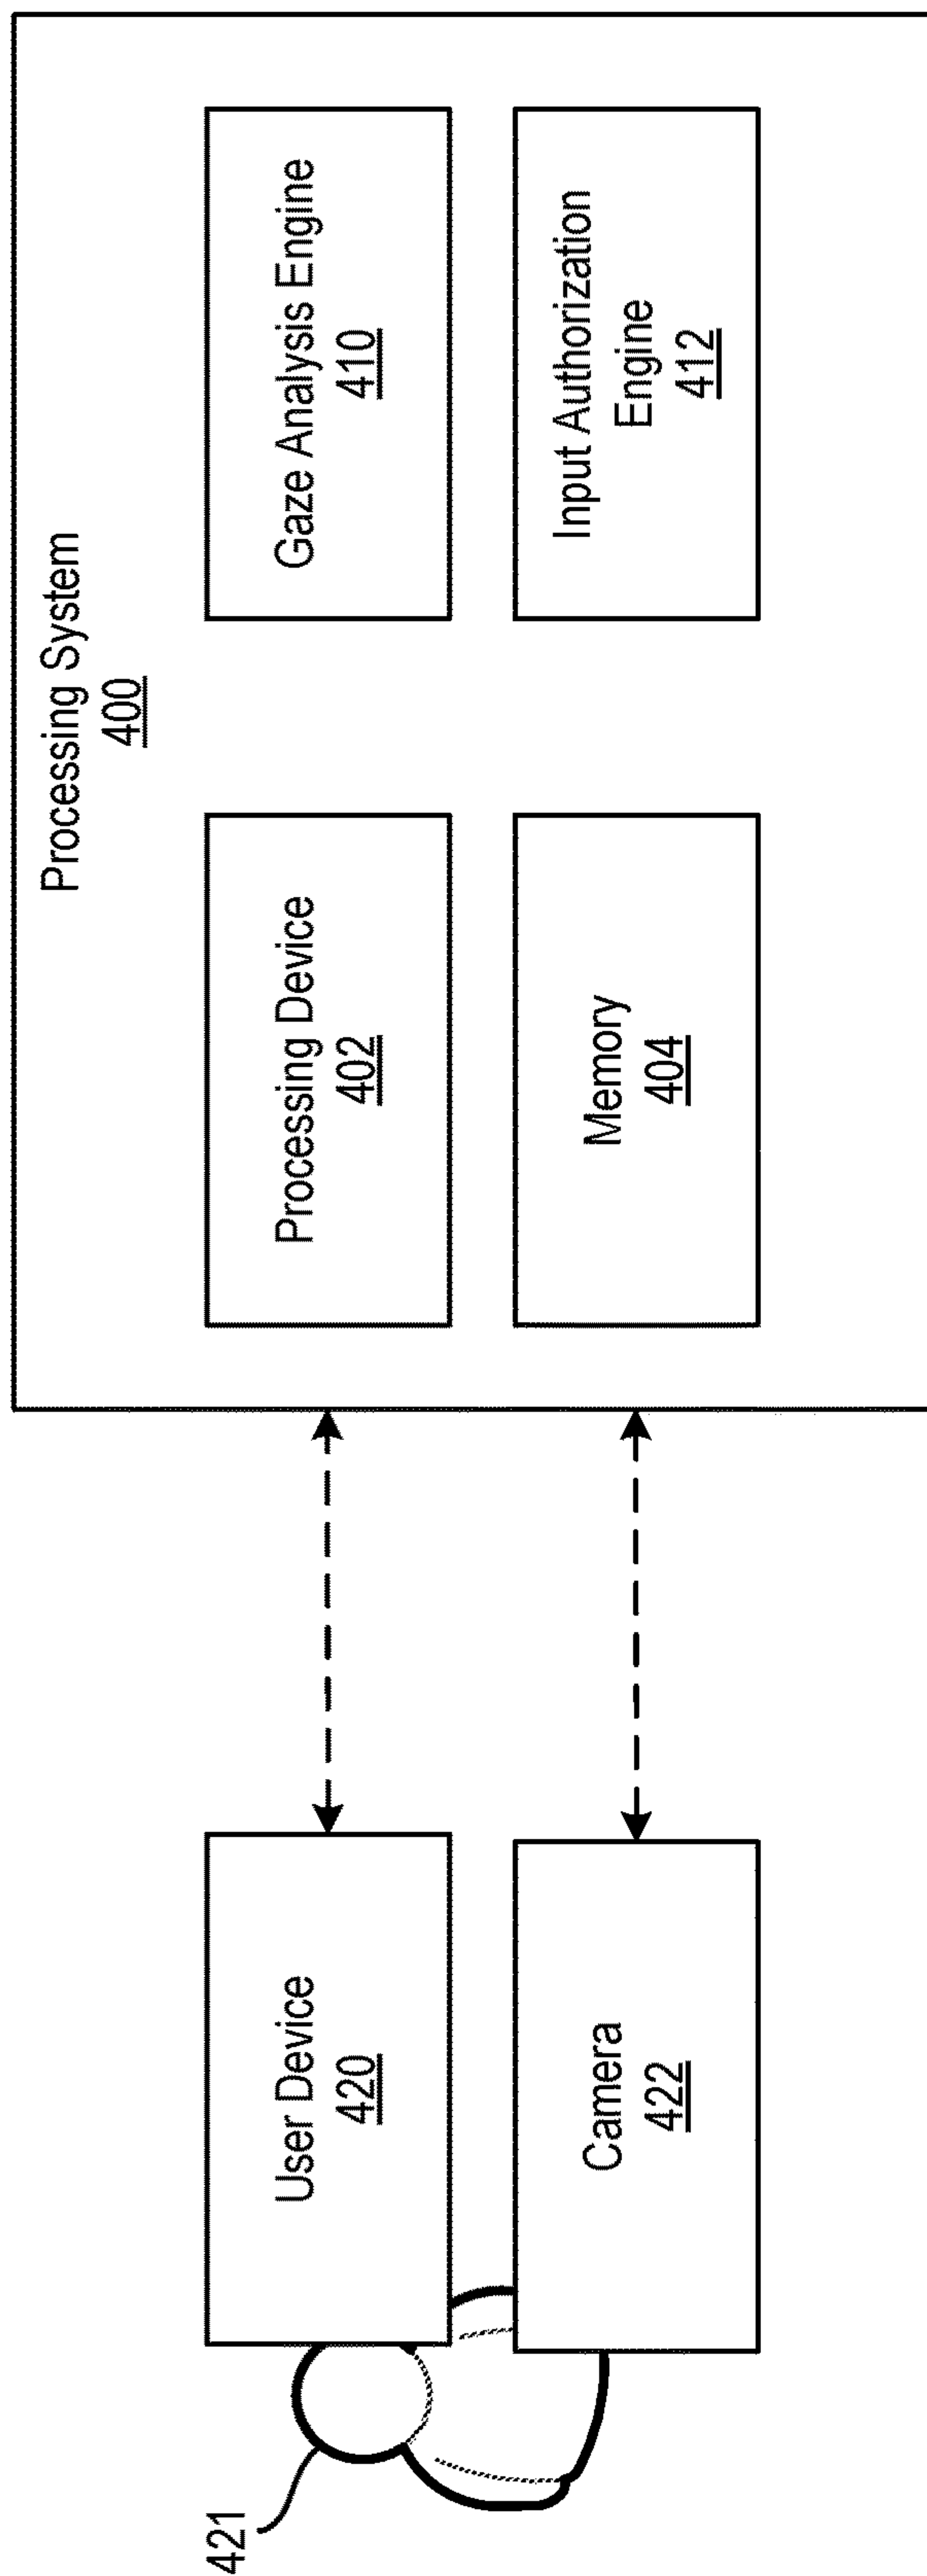 Processing System
400
Processing Device
402
Gaze Analysis Engine
410
Memory
404
Input Authorization
Engine
412
User Device
420
Camera
422
421